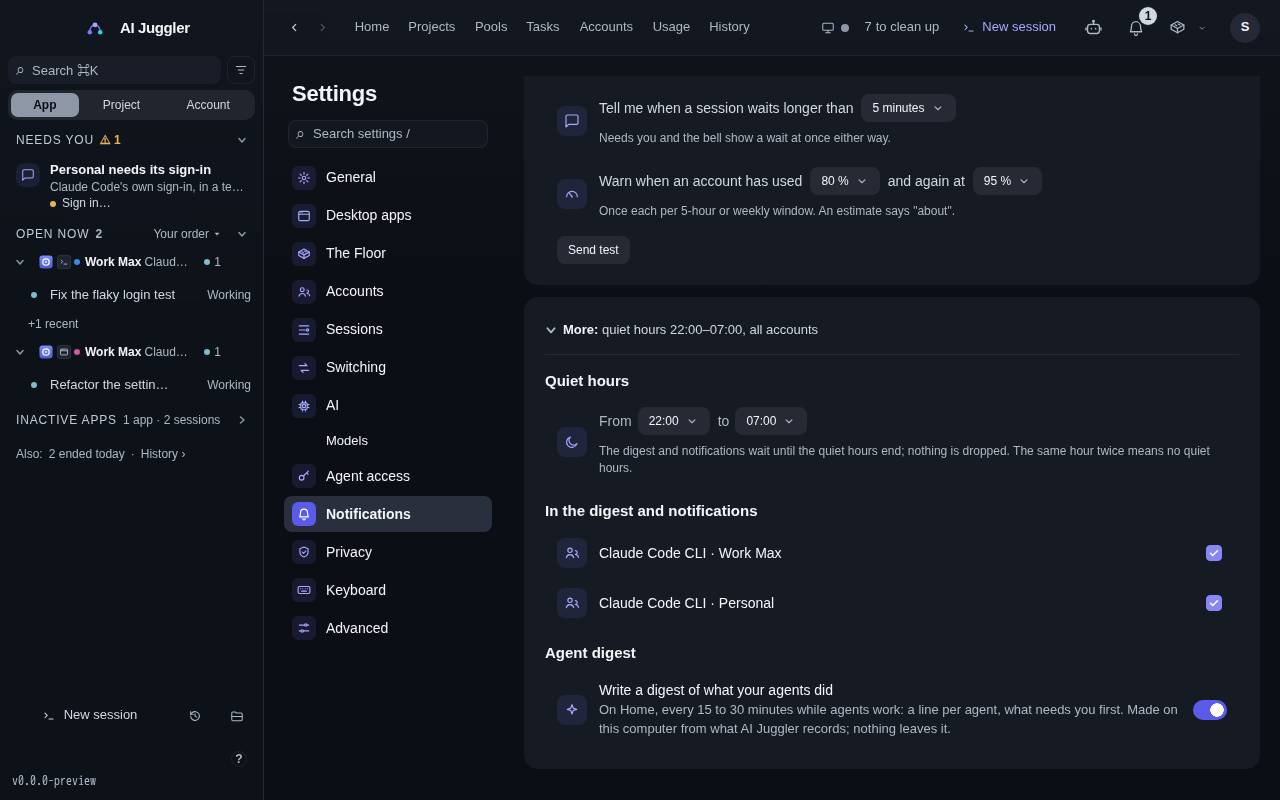 AI Juggler
Search ⌘K
App Project Account
NEEDS YOU 1
Personal needs its sign-in
Claude Code's own sign-in, in a te…
Sign in…
OPEN NOW 2 Your order
Work Max Claud… 1
Fix the flaky login test Working
+1 recent
Work Max Claud… 1
Refactor the settin… Working
INACTIVE APPS 1 app · 2 sessions
Also: 2 ended today · History ›
New session
?
v0.0.0-preview
Home Projects Pools Tasks Accounts Usage History
7 to clean up
New session
1
S
Settings
Search settings /
General
Desktop apps
The Floor
Accounts
Sessions
Switching
AI
Models
Agent access
Notifications
Privacy
Keyboard
Advanced
Tell me when a session waits longer than 5 minutes
Needs you and the bell show a wait at once either way.
Warn when an account has used 80 % and again at 95 %
Once each per 5-hour or weekly window. An estimate says "about".
Send test
More: quiet hours 22:00–07:00, all accounts
Quiet hours
From 22:00 to 07:00
The digest and notifications wait until the quiet hours end; nothing is dropped. The same hour twice means no quiet
hours.
In the digest and notifications
Claude Code CLI · Work Max
Claude Code CLI · Personal
Agent digest
Write a digest of what your agents did
On Home, every 15 to 30 minutes while agents work: a line per agent, what needs you first. Made on
this computer from what AI Juggler records; nothing leaves it.